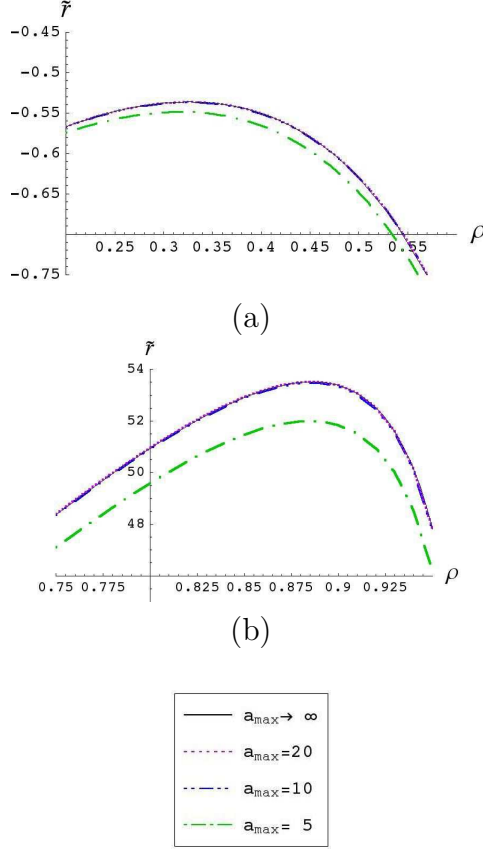 r̃
-0.45
-0.5
-0.55
-0.6
-0.65
0.25 0.3 0.35 0.4 0.45 0.5 0.55 ρ
-0.75
(a)
r̃
54
52
50
48
0.75 0.775 0.825 0.85 0.875 0.9 0.925 ρ
(b)
a_max → ∞
a_max=20
a_max=10
a_max= 5